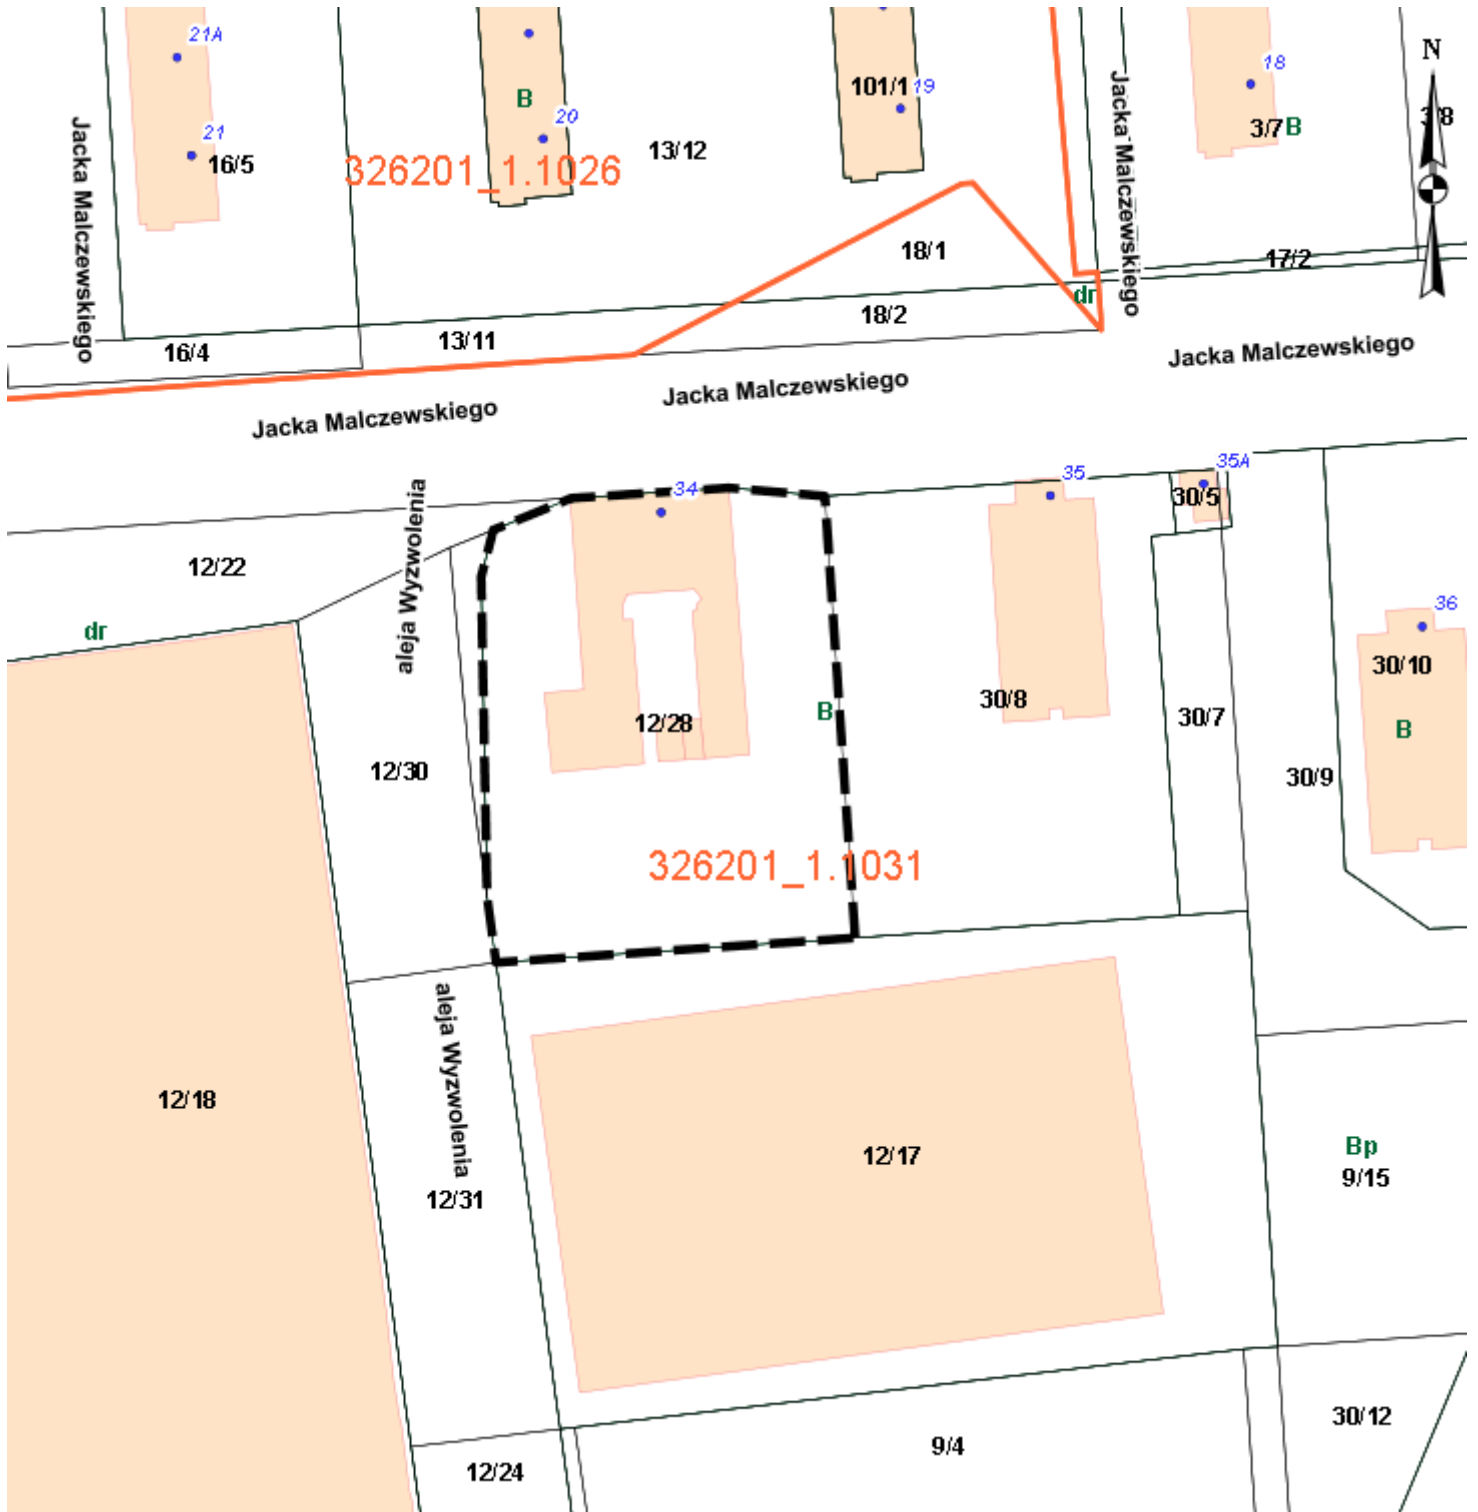 21A
N
18
B
101/1
19
20
3/8
3/7
B
21
16/5
13/12
326201_1.1026
Jacka Malczewskiego
Jacka Malczewskiego
18/1
17/2
dr
18/2
13/11
16/4
Jacka Malczewskiego
Jacka Malczewskiego
Jacka Malczewskiego
35A
35
34
30/5
aleja Wyzwolenia
12/22
dr
36
30/10
30/8
B
12/28
30/7
B
12/30
30/9
326201_1.1031
aleja Wyzwolenia
12/18
Bp
12/17
9/15
12/31
30/12
9/4
12/24